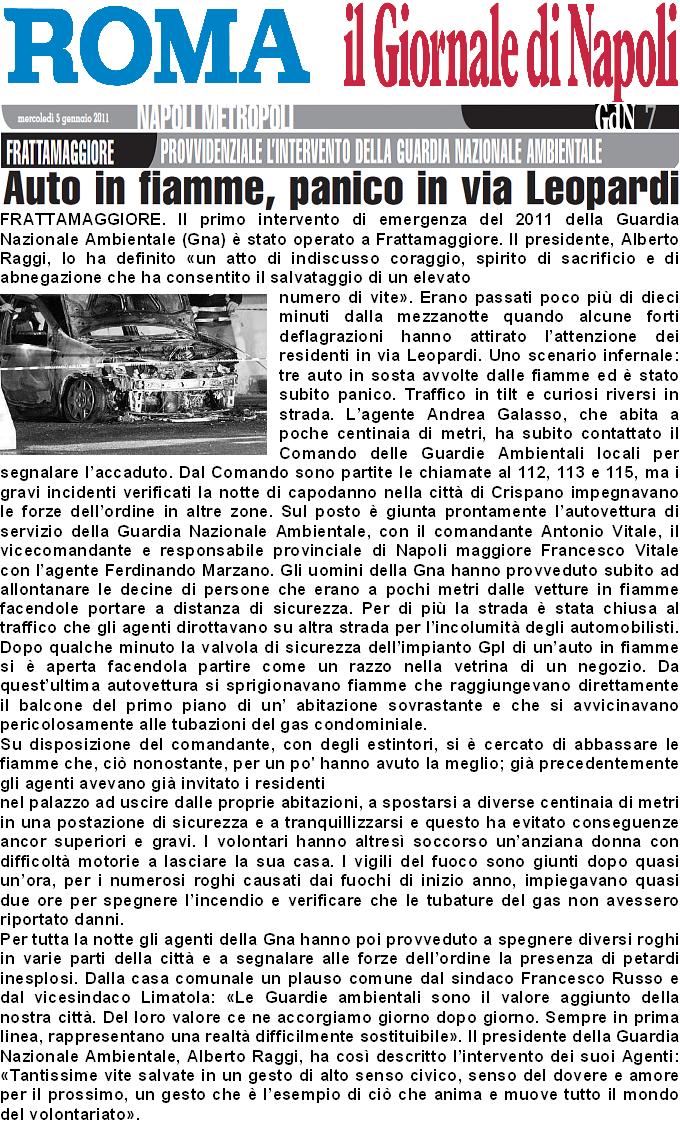 ROMA il Giornale di Napoli
mercoledì 5 gennaio 2011 NAPOLI METROPOLI GdN 7
FRATTAMAGGIORE PROVVIDENZIALE L'INTERVENTO DELLA GUARDIA NAZIONALE AMBIENTALE
Auto in fiamme, panico in via Leopardi
FRATTAMAGGIORE. Il primo intervento di emergenza del 2011 della Guardia
Nazionale Ambientale (Gna) è stato operato a Frattamaggiore. Il presidente, Alberto
Raggi, lo ha definito «un atto di indiscusso coraggio, spirito di sacrificio e di
abnegazione che ha consentito il salvataggio di un elevato
numero di vite». Erano passati poco più di dieci
minuti dalla mezzanotte quando alcune forti
deflagrazioni hanno attirato l'attenzione dei
residenti in via Leopardi. Uno scenario infernale:
tre auto in sosta avvolte dalle fiamme ed è stato
subito panico. Traffico in tilt e curiosi riversi in
strada. L'agente Andrea Galasso, che abita a
poche centinaia di metri, ha subito contattato il
Comando delle Guardie Ambientali locali per
segnalare l'accaduto. Dal Comando sono partite le chiamate al 112, 113 e 115, ma i
gravi incidenti verificati la notte di capodanno nella città di Crispano impegnavano
le forze dell'ordine in altre zone. Sul posto è giunta prontamente l'autovettura di
servizio della Guardia Nazionale Ambientale, con il comandante Antonio Vitale, il
vicecomandante e responsabile provinciale di Napoli maggiore Francesco Vitale
con l'agente Ferdinando Marzano. Gli uomini della Gna hanno provveduto subito ad
allontanare le decine di persone che erano a pochi metri dalle vetture in fiamme
facendole portare a distanza di sicurezza. Per di più la strada è stata chiusa al
traffico che gli agenti dirottavano su altra strada per l'incolumità degli automobilisti.
Dopo qualche minuto la valvola di sicurezza dell'impianto Gpl di un'auto in fiamme
si è aperta facendola partire come un razzo nella vetrina di un negozio. Da
quest'ultima autovettura si sprigionavano fiamme che raggiungevano direttamente
il balcone del primo piano di un' abitazione sovrastante e che si avvicinavano
pericolosamente alle tubazioni del gas condominiale.
Su disposizione del comandante, con degli estintori, si è cercato di abbassare le
fiamme che, ciò nonostante, per un po' hanno avuto la meglio; già precedentemente
gli agenti avevano già invitato i residenti
nel palazzo ad uscire dalle proprie abitazioni, a spostarsi a diverse centinaia di metri
in una postazione di sicurezza e a tranquillizzarsi e questo ha evitato conseguenze
ancor superiori e gravi. I volontari hanno altresì soccorso un'anziana donna con
difficoltà motorie a lasciare la sua casa. I vigili del fuoco sono giunti dopo quasi
un'ora, per i numerosi roghi causati dai fuochi di inizio anno, impiegavano quasi
due ore per spegnere l'incendio e verificare che le tubature del gas non avessero
riportato danni.
Per tutta la notte gli agenti della Gna hanno poi provveduto a spegnere diversi roghi
in varie parti della città e a segnalare alle forze dell'ordine la presenza di petardi
inesplosi. Dalla casa comunale un plauso comune dal sindaco Francesco Russo e
dal vicesindaco Limatola: «Le Guardie ambientali sono il valore aggiunto della
nostra città. Del loro valore ce ne accorgiamo giorno dopo giorno. Sempre in prima
linea, rappresentano una realtà difficilmente sostituibile». Il presidente della Guardia
Nazionale Ambientale, Alberto Raggi, ha così descritto l'intervento dei suoi Agenti:
«Tantissime vite salvate in un gesto di alto senso civico, senso del dovere e amore
per il prossimo, un gesto che è l'esempio di ciò che anima e muove tutto il mondo
del volontariato».